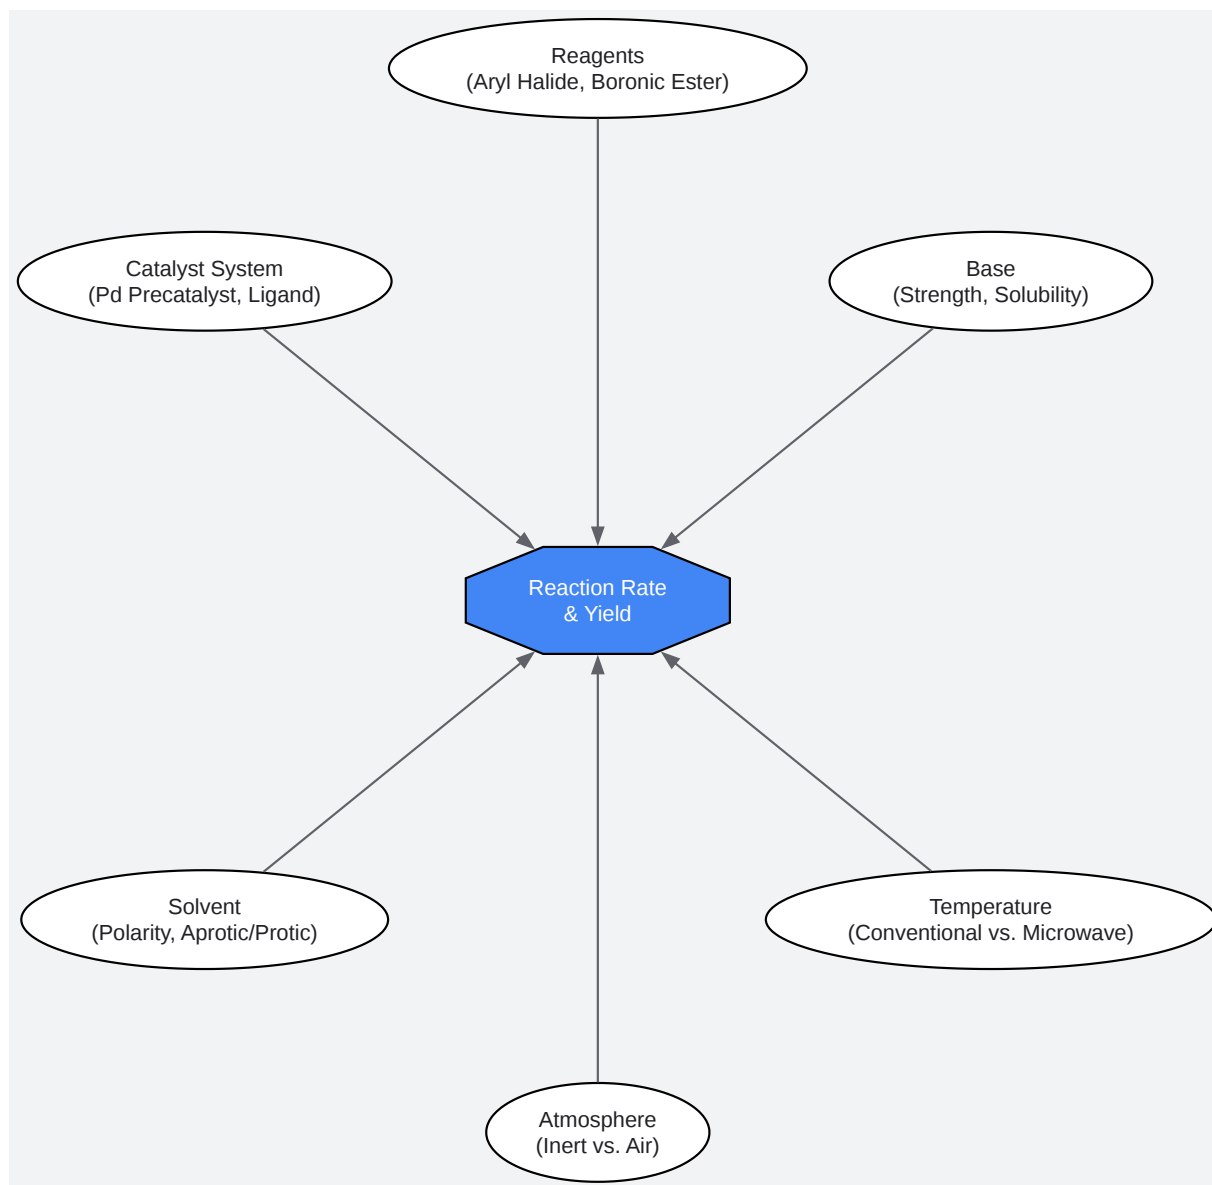 Reagents
(Aryl Halide, Boronic Ester)
Catalyst System
(Pd Precatalyst, Ligand)
Base
(Strength, Solubility)
Reaction Rate
& Yield
Solvent
(Polarity, Aprotic/Protic)
Temperature
(Conventional vs. Microwave)
Atmosphere
(Inert vs. Air)